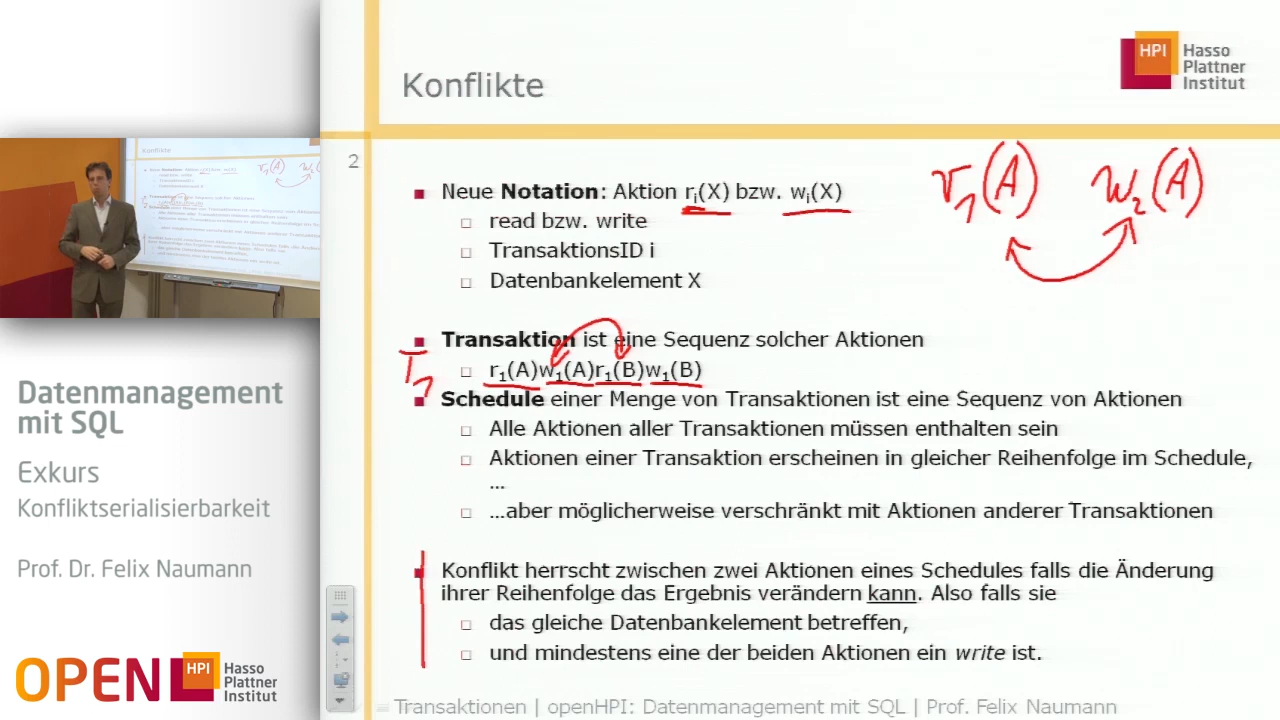 Konflikte
HPI Hasso
Plattner
Institut
2
r1(A) w2(A)
Neue Notation: Aktion ri(X) bzw. wi(X)
read bzw. write
TransaktionsID i
Datenbankelement X
Transaktion ist eine Sequenz solcher Aktionen
T1
r1(A)w1(A)r1(B)w1(B)
Schedule einer Menge von Transaktionen ist eine Sequenz von Aktionen
Alle Aktionen aller Transaktionen müssen enthalten sein
Aktionen einer Transaktion erscheinen in gleicher Reihenfolge im Schedule,
...
...aber möglicherweise verschränkt mit Aktionen anderer Transaktionen
Konflikt herrscht zwischen zwei Aktionen eines Schedules falls die Änderung
ihrer Reihenfolge das Ergebnis verändern kann. Also falls sie
das gleiche Datenbankelement betreffen,
und mindestens eine der beiden Aktionen ein write ist.
Transaktionen | openHPI: Datenmanagement mit SQL | Prof. Felix Naumann
Datenmanagement
mit SQL
Exkurs
Konfliktserialisierbarkeit
Prof. Dr. Felix Naumann
OPEN HPI Hasso
Plattner
Institut